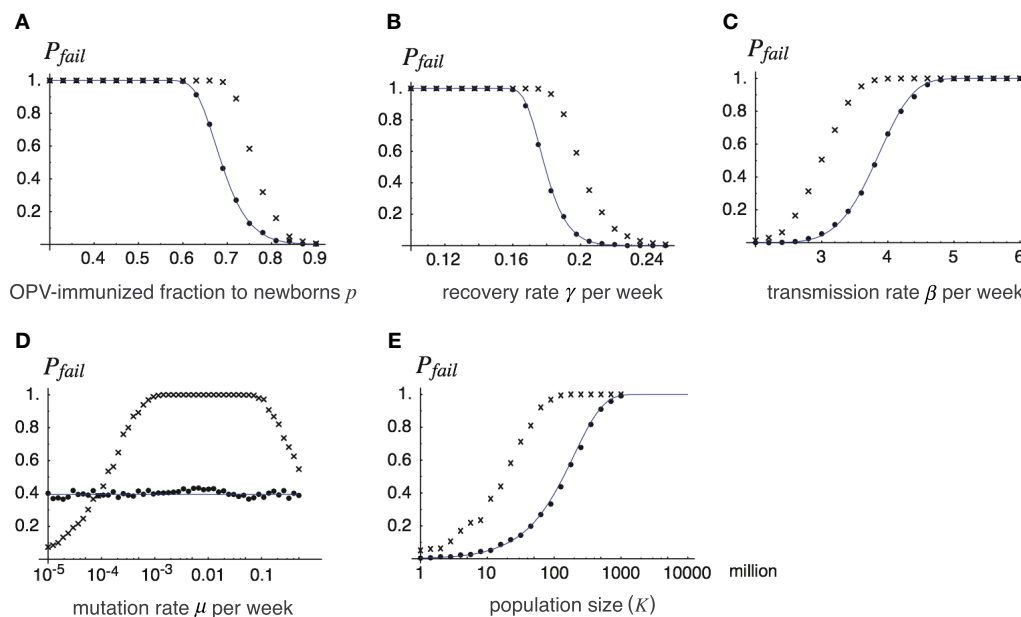 A
P_fail
1.
0.8
0.6
0.4
0.2
0.4 0.5 0.6 0.7 0.8 0.9
OPV-immunized fraction to newborns p
B
P_fail
1.
0.8
0.6
0.4
0.2
0.12 0.16 0.2 0.24
recovery rate γ per week
C
P_fail
1.
0.8
0.6
0.4
0.2
3 4 5 6
transmission rate β per week
D
P_fail
1.
0.8
0.6
0.4
0.2
10^-5 10^-4 10^-3 0.01 0.1
mutation rate μ per week
E
P_fail
1.
0.8
0.6
0.4
0.2
1 10 100 1000 10000 million
population size (K)